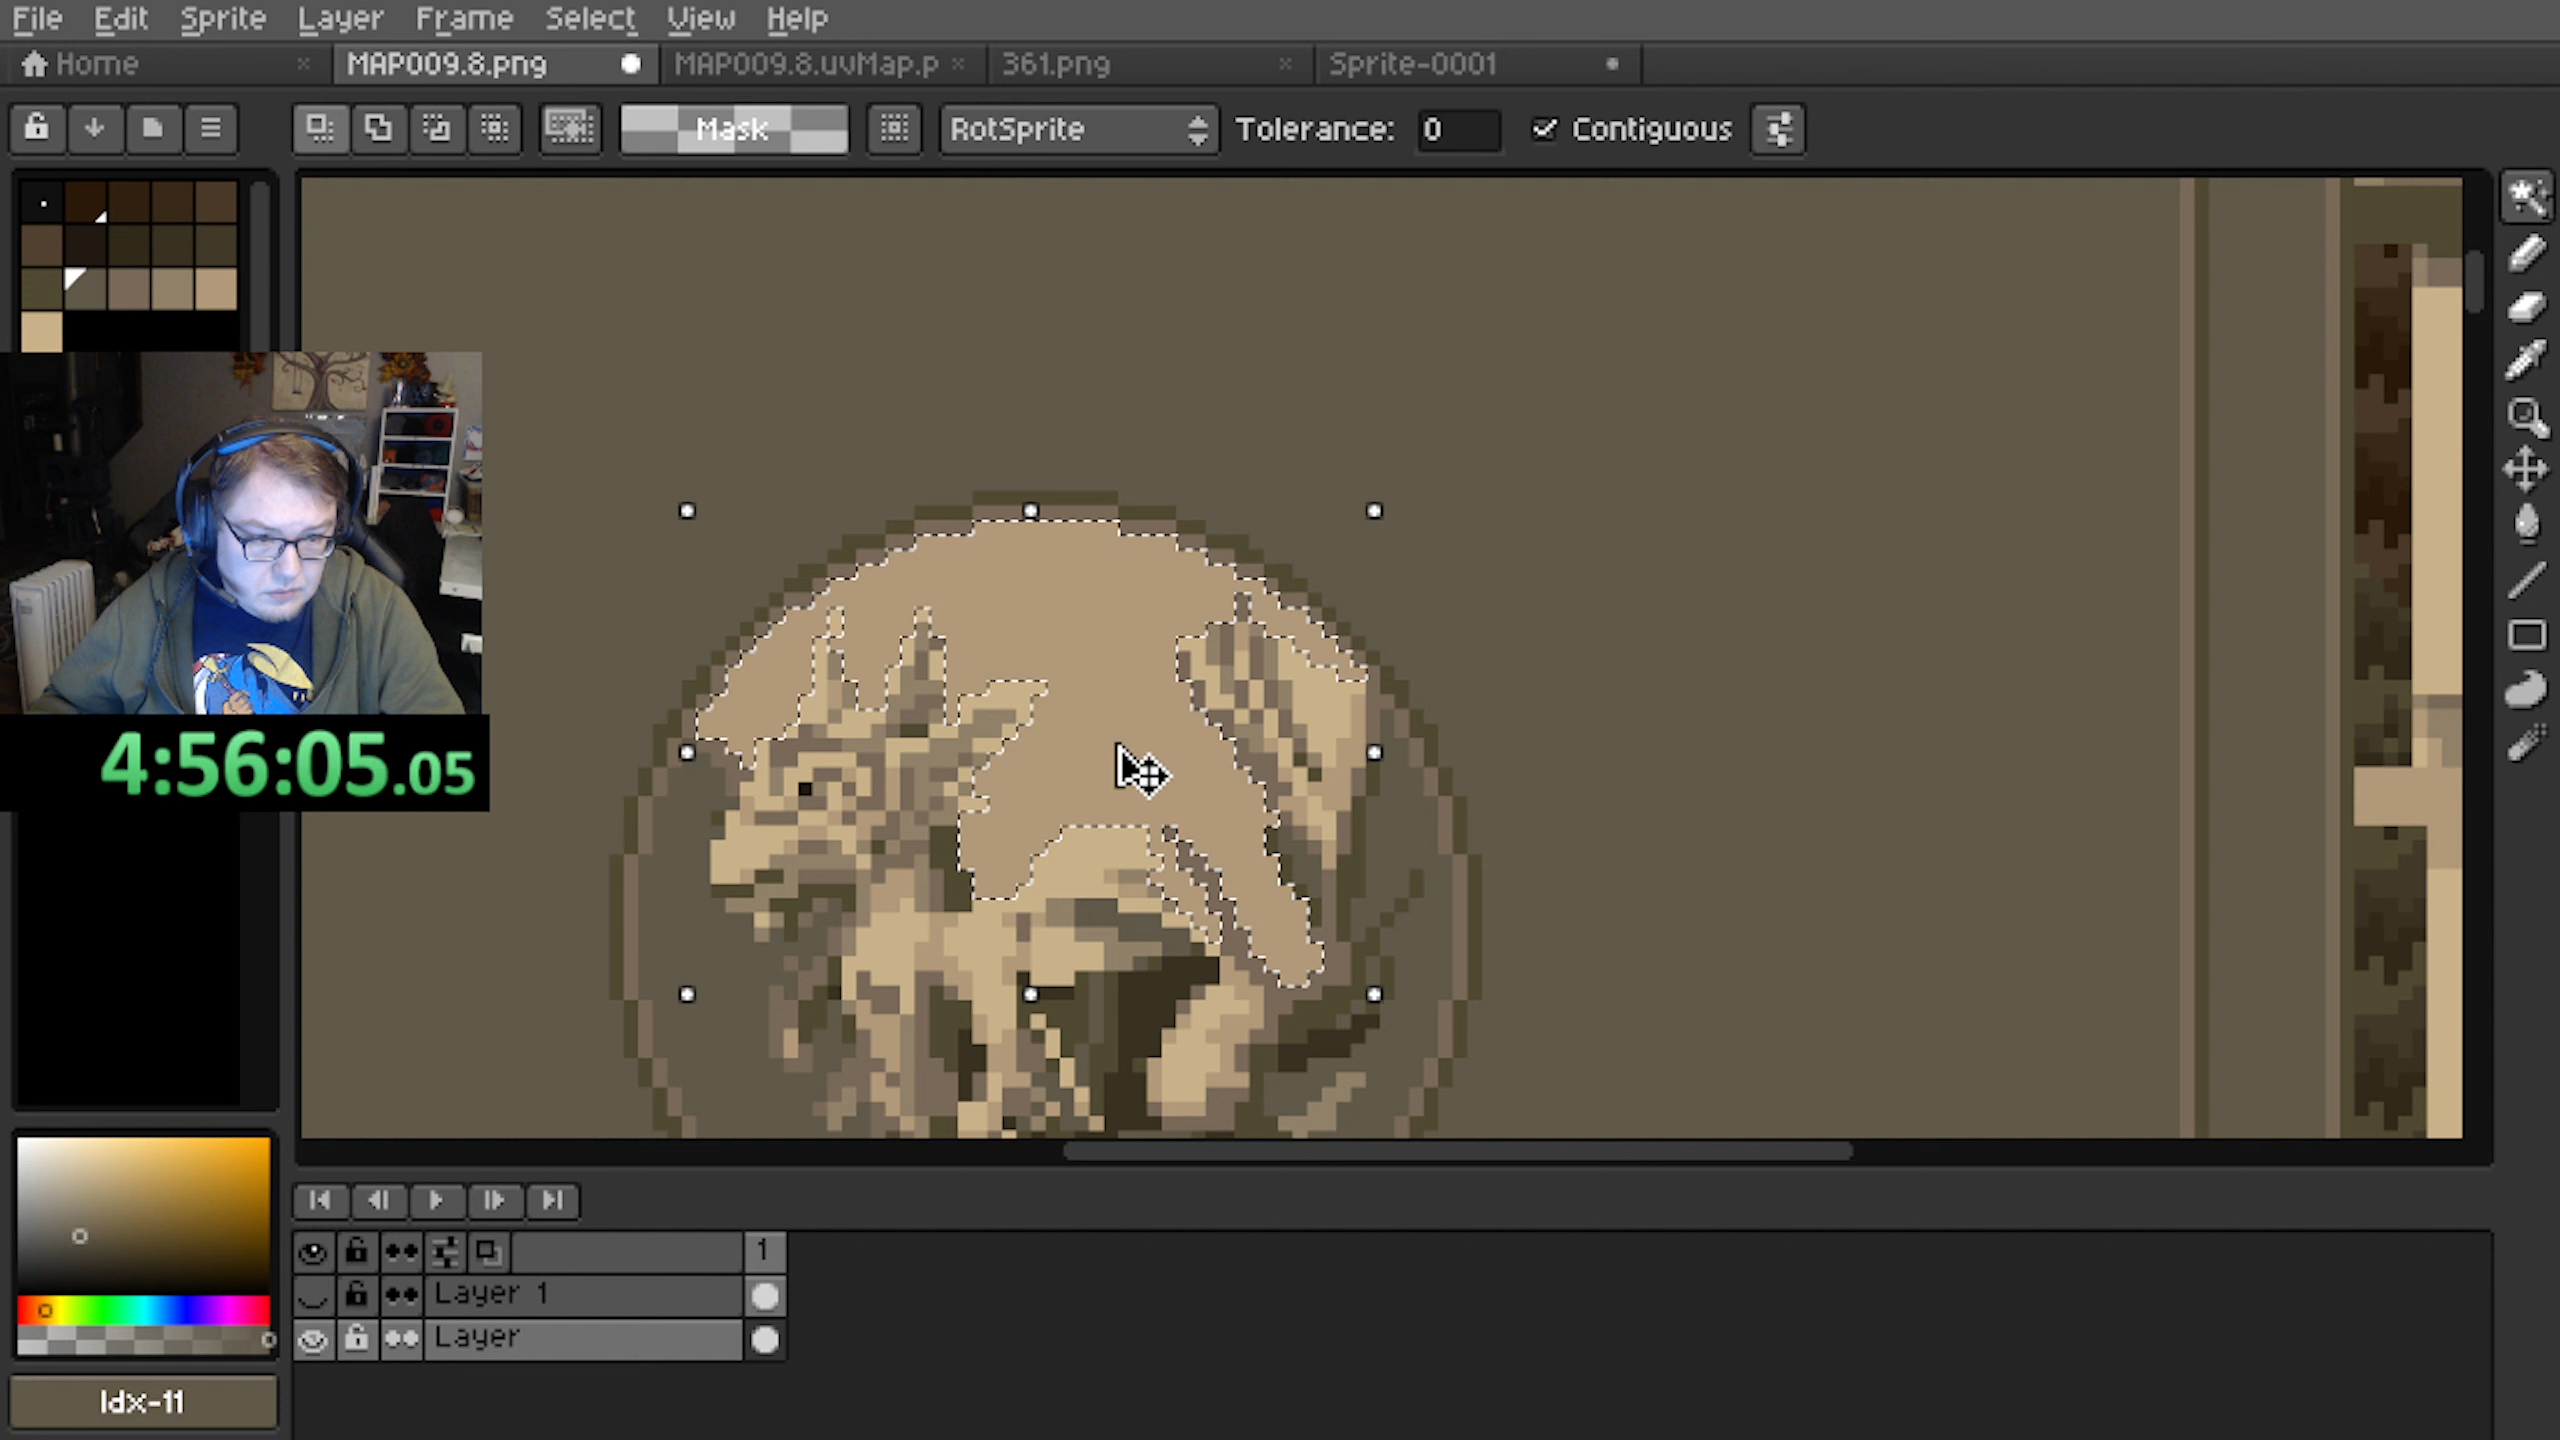 File Edit Sprite Layer Frame Select View Help
Home MAP009.8.png MAP009.8.uvMap.p 361.png Sprite-0001
Mask RotSprite Tolerance: 0 Contiguous
4:56:05.05
1
Layer 1
Layer
Idx-11